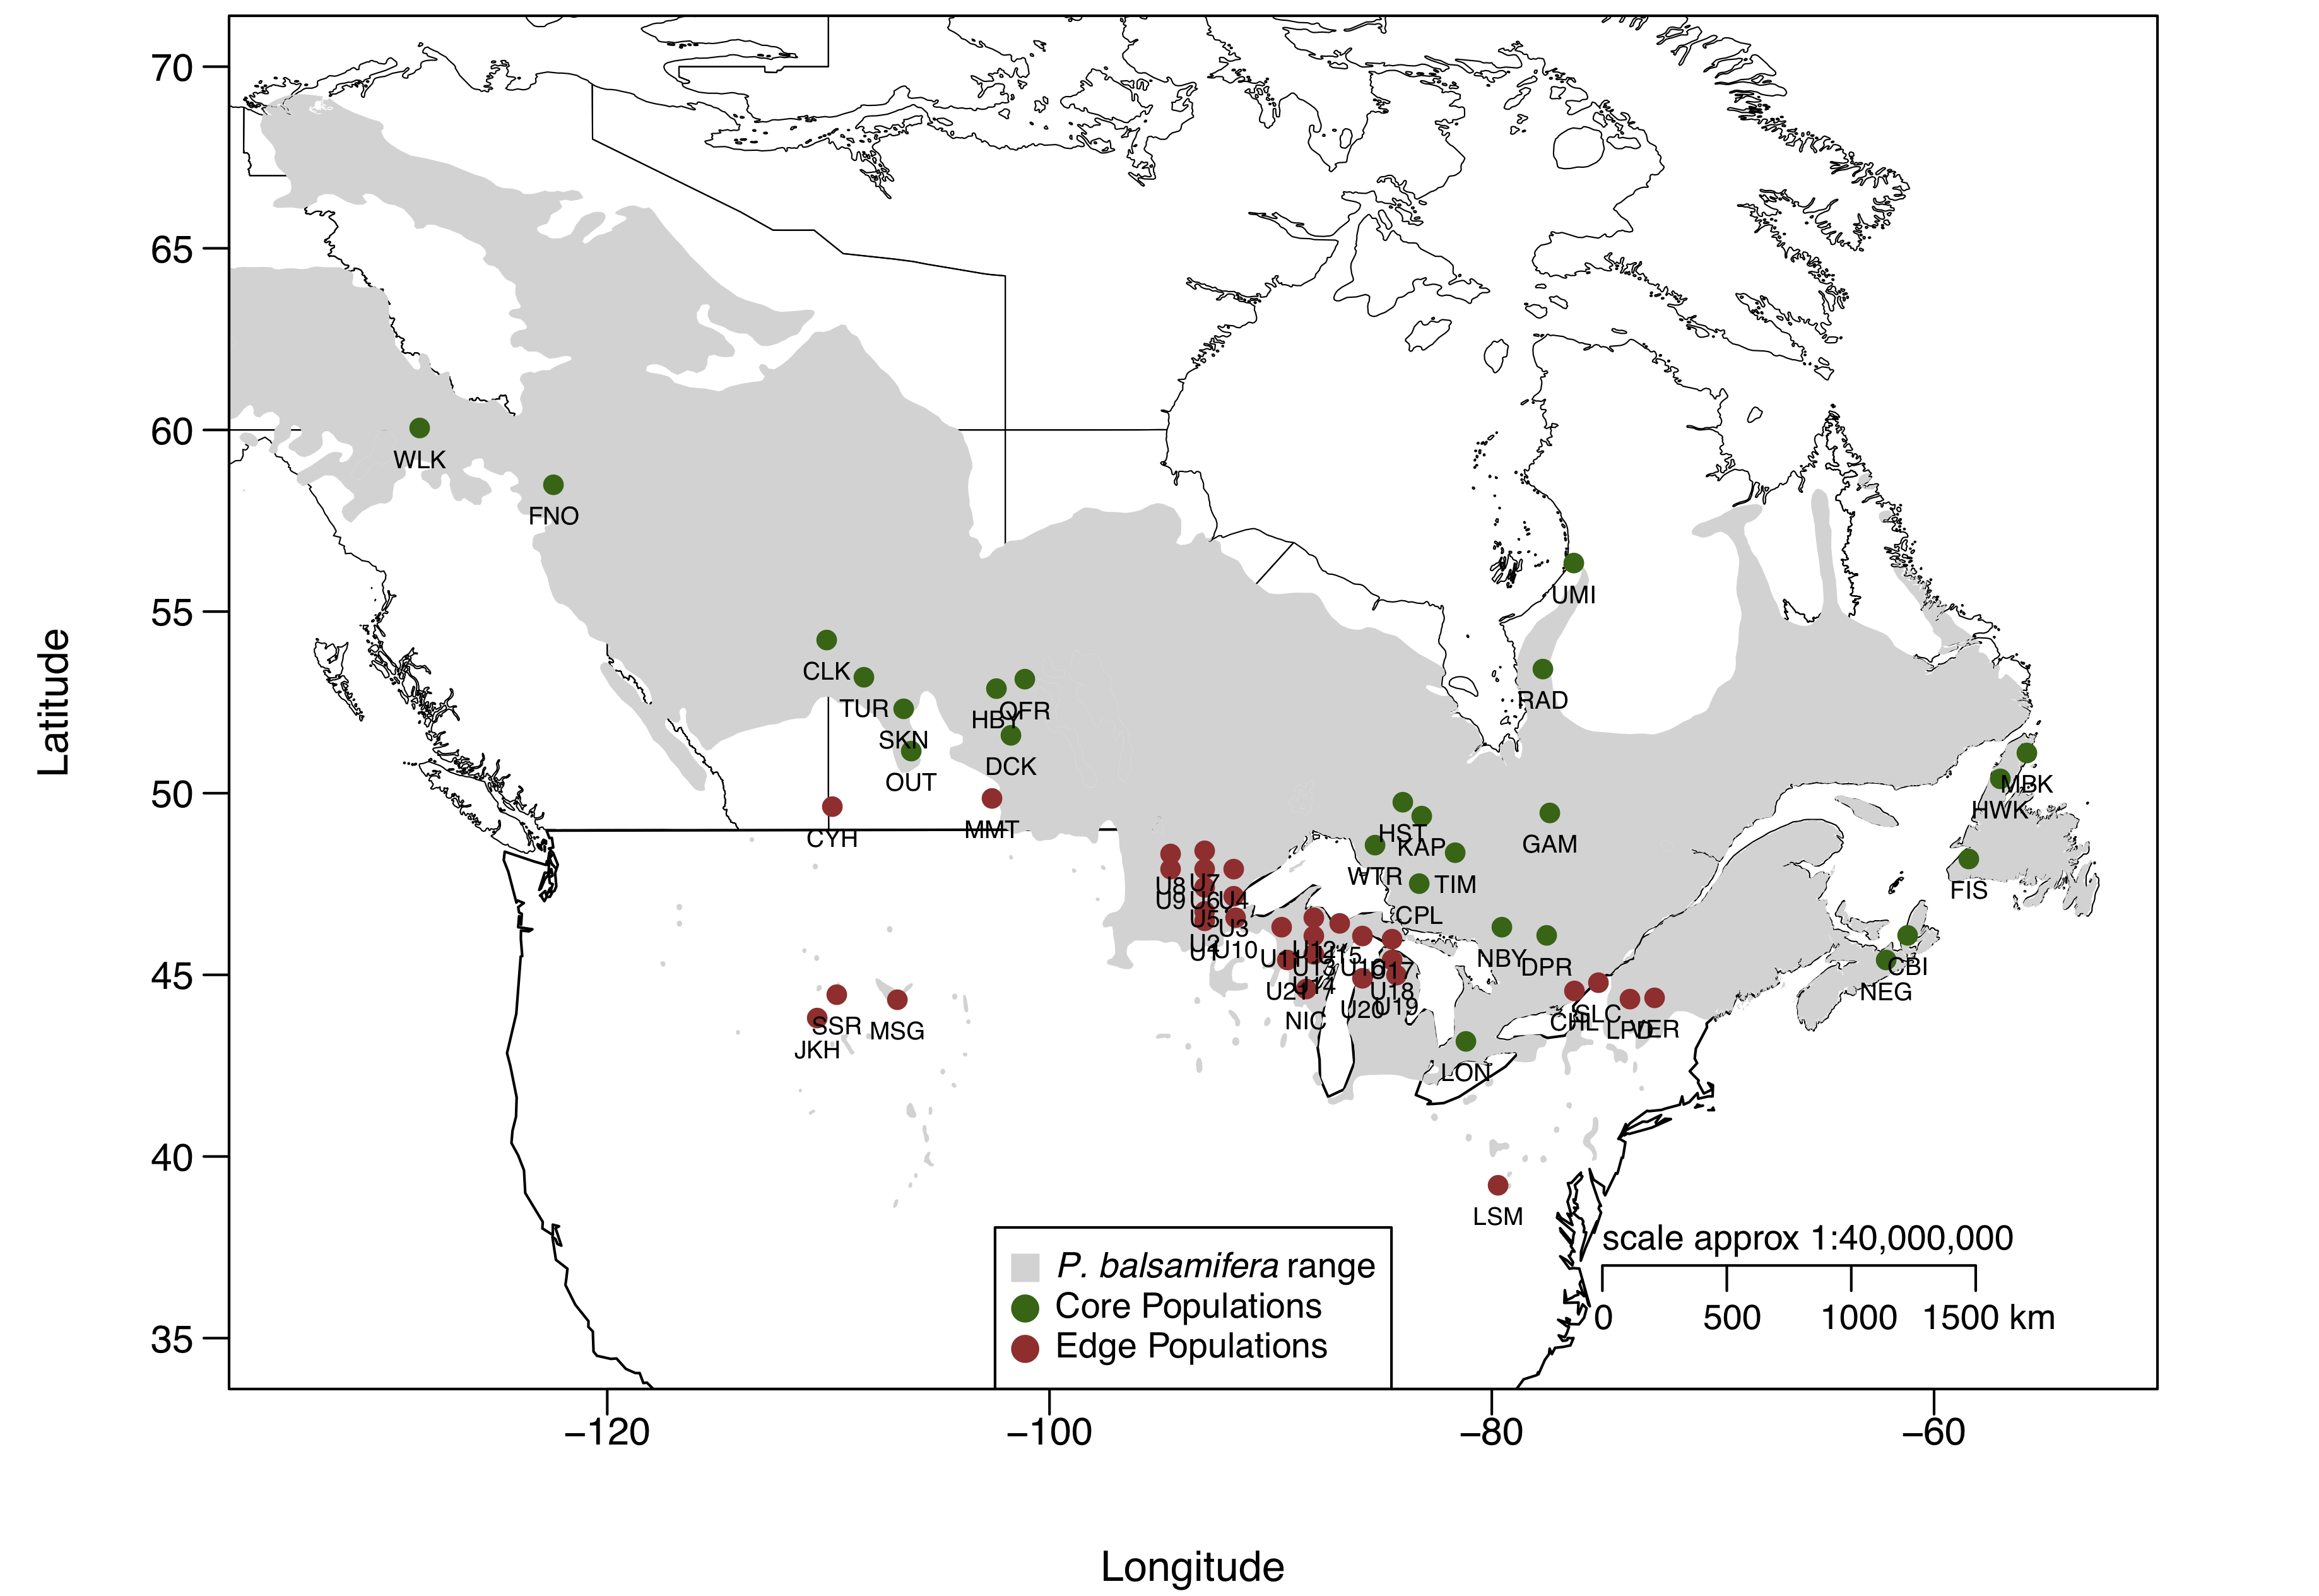 70
65
60
55
50
45
40
35
Latitude
WLK
FNO
UMI
CLK
TUR
HBY
OFR
RAD
SKN
DCK
OUT
MBK
HWK
CYH
MMT
HST
KAP
GAM
WTR
TIM
FIS
U8
U7
U9
U6
U4
U5
U3
CPL
U2
U1
U10
U11
U12
U15
U13
U16
U17
NBY
DPR
CBI
U21
U14
U18
NEG
U20
U19
NIC
CHL
SLC
LPD
VER
SSR
MSG
JKH
LON
LSM
P. balsamifera range
Core Populations
Edge Populations
scale approx 1:40,000,000
0 500 1000 1500 km
−120
−100
−80
−60
Longitude